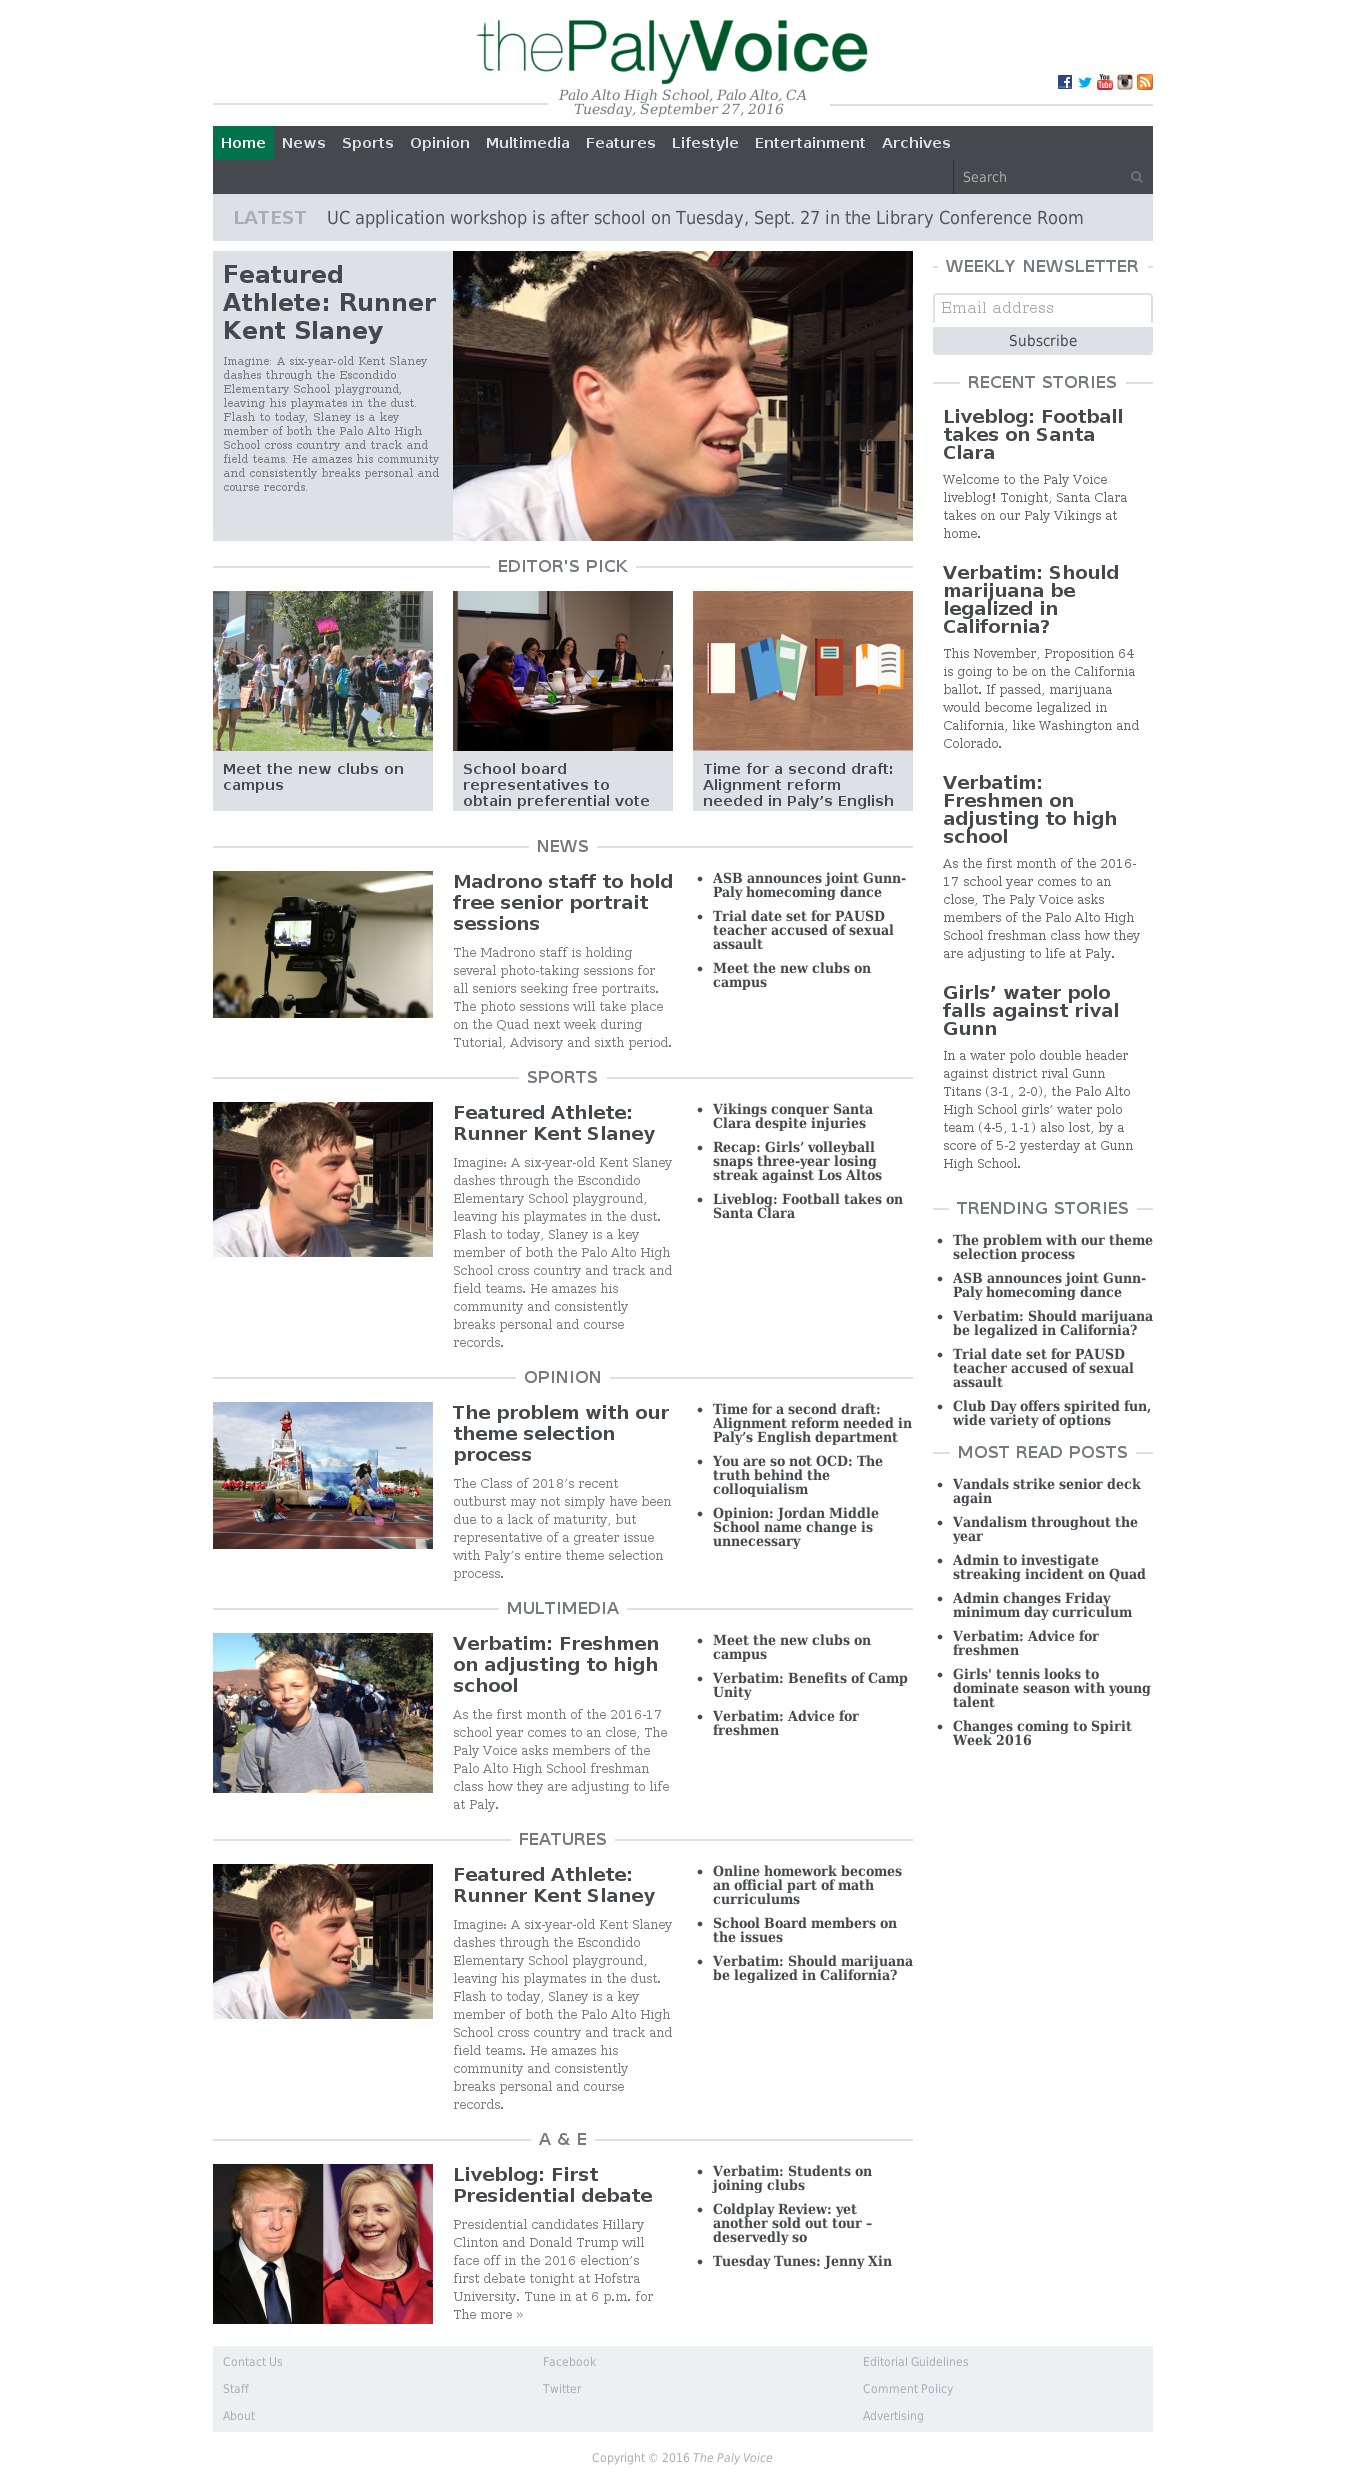 thePalyVoice
Palo Alto High School, Palo Alto, CA
Tuesday, September 27, 2016
Home News Sports Opinion Multimedia Features Lifestyle Entertainment Archives
Search
LATEST UC application workshop is after school on Tuesday, Sept. 27 in the Library Conference Room
Featured
Athlete: Runner
Kent Slaney
Imagine: A six-year-old Kent Slaney
dashes through the Escondido
Elementary School playground,
leaving his playmates in the dust.
Flash to today, Slaney is a key
member of both the Palo Alto High
School cross country and track and
field teams. He amazes his community
and consistently breaks personal and
course records.
EDITOR'S PICK
Meet the new clubs on
campus
School board
representatives to
obtain preferential vote
Time for a second draft:
Alignment reform
needed in Paly’s English
NEWS
Madrono staff to hold
free senior portrait
sessions
The Madrono staff is holding
several photo-taking sessions for
all seniors seeking free portraits.
The photo sessions will take place
on the Quad next week during
Tutorial, Advisory and sixth period.
• ASB announces joint Gunn-
Paly homecoming dance
• Trial date set for PAUSD
teacher accused of sexual
assault
• Meet the new clubs on
campus
SPORTS
Featured Athlete:
Runner Kent Slaney
Imagine: A six-year-old Kent Slaney
dashes through the Escondido
Elementary School playground,
leaving his playmates in the dust.
Flash to today, Slaney is a key
member of both the Palo Alto High
School cross country and track and
field teams. He amazes his
community and consistently
breaks personal and course
records.
• Vikings conquer Santa
Clara despite injuries
• Recap: Girls’ volleyball
snaps three-year losing
streak against Los Altos
• Liveblog: Football takes on
Santa Clara
OPINION
The problem with our
theme selection
process
The Class of 2018’s recent
outburst may not simply have been
due to a lack of maturity, but
representative of a greater issue
with Paly’s entire theme selection
process.
• Time for a second draft:
Alignment reform needed in
Paly’s English department
• You are so not OCD: The
truth behind the
colloquialism
• Opinion: Jordan Middle
School name change is
unnecessary
MULTIMEDIA
Verbatim: Freshmen
on adjusting to high
school
As the first month of the 2016-17
school year comes to an close, The
Paly Voice asks members of the
Palo Alto High School freshman
class how they are adjusting to life
at Paly.
• Meet the new clubs on
campus
• Verbatim: Benefits of Camp
Unity
• Verbatim: Advice for
freshmen
FEATURES
Featured Athlete:
Runner Kent Slaney
Imagine: A six-year-old Kent Slaney
dashes through the Escondido
Elementary School playground,
leaving his playmates in the dust.
Flash to today, Slaney is a key
member of both the Palo Alto High
School cross country and track and
field teams. He amazes his
community and consistently
breaks personal and course
records.
• Online homework becomes
an official part of math
curriculums
• School Board members on
the issues
• Verbatim: Should marijuana
be legalized in California?
A & E
Liveblog: First
Presidential debate
Presidential candidates Hillary
Clinton and Donald Trump will
face off in the 2016 election’s
first debate tonight at Hofstra
University. Tune in at 6 p.m. for
The more »
• Verbatim: Students on
joining clubs
• Coldplay Review: yet
another sold out tour –
deservedly so
• Tuesday Tunes: Jenny Xin
WEEKLY NEWSLETTER
Email address
Subscribe
RECENT STORIES
Liveblog: Football
takes on Santa
Clara
Welcome to the Paly Voice
liveblog! Tonight, Santa Clara
takes on our Paly Vikings at
home.
Verbatim: Should
marijuana be
legalized in
California?
This November, Proposition 64
is going to be on the California
ballot. If passed, marijuana
would become legalized in
California, like Washington and
Colorado.
Verbatim:
Freshmen on
adjusting to high
school
As the first month of the 2016-
17 school year comes to an
close, The Paly Voice asks
members of the Palo Alto High
School freshman class how they
are adjusting to life at Paly.
Girls’ water polo
falls against rival
Gunn
In a water polo double header
against district rival Gunn
Titans (3-1, 2-0), the Palo Alto
High School girls’ water polo
team (4-5, 1-1) also lost, by a
score of 5-2 yesterday at Gunn
High School.
TRENDING STORIES
• The problem with our theme
selection process
• ASB announces joint Gunn-
Paly homecoming dance
• Verbatim: Should marijuana
be legalized in California?
• Trial date set for PAUSD
teacher accused of sexual
assault
• Club Day offers spirited fun,
wide variety of options
MOST READ POSTS
• Vandals strike senior deck
again
• Vandalism throughout the
year
• Admin to investigate
streaking incident on Quad
• Admin changes Friday
minimum day curriculum
• Verbatim: Advice for
freshmen
• Girls' tennis looks to
dominate season with young
talent
• Changes coming to Spirit
Week 2016
Contact Us
Staff
About
Facebook
Twitter
Editorial Guidelines
Comment Policy
Advertising
Copyright © 2016 The Paly Voice